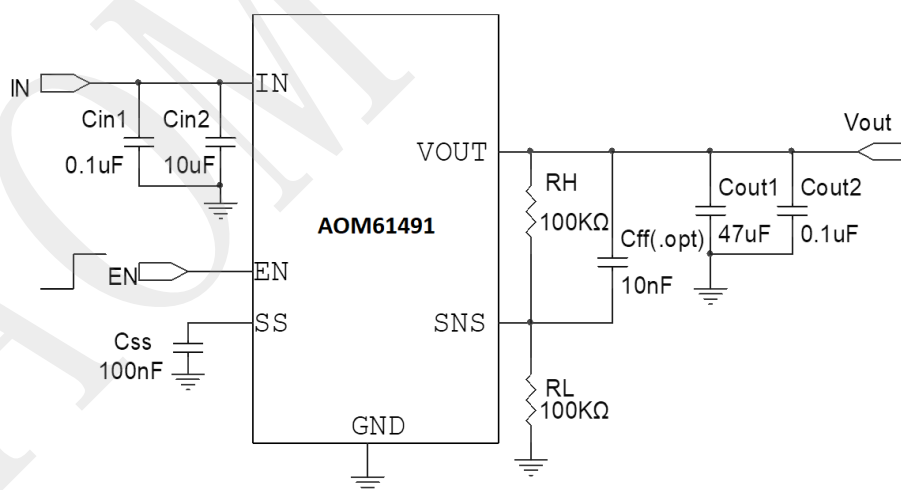 IN
Cin1
0.1uF
Cin2
10uF
IN
AOM61491
VOUT
Vout
RH
100KΩ
Cff(.opt)
10nF
Cout1
47uF
Cout2
0.1uF
EN
EN
SS
Css
100nF
SNS
RL
100KΩ
GND
AOM